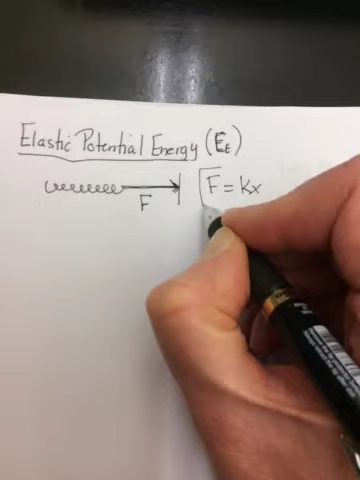 Elastic Potential Energy (EE)
F
F = kx